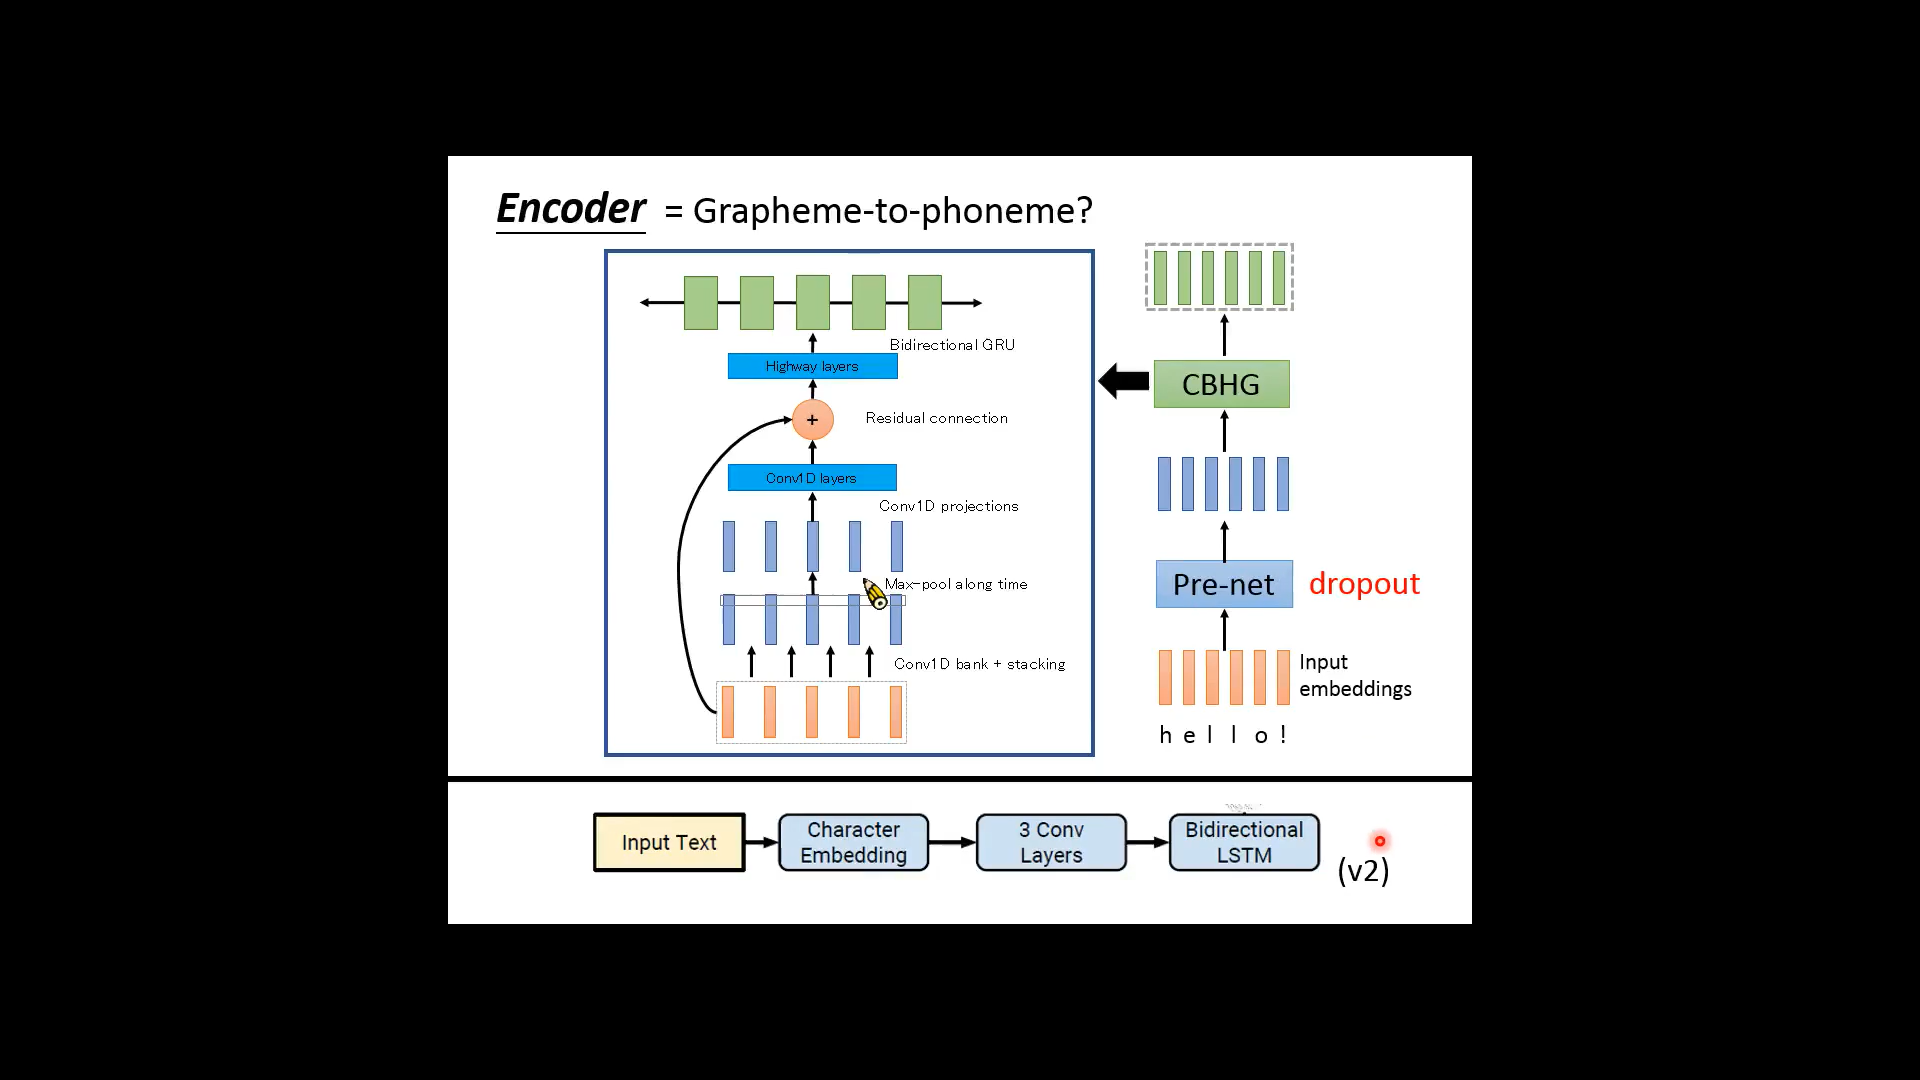 Encoder = Grapheme-to-phoneme?
Bidirectional GRU
Highway layers
+
Residual connection
Conv1D layers
Conv1D projections
Max-pool along time
Conv1D bank + stacking
CBHG
Pre-net dropout
Input
embeddings
h e l l o !
Input Text
Character
Embedding
3 Conv
Layers
Bidirectional
LSTM
(v2)